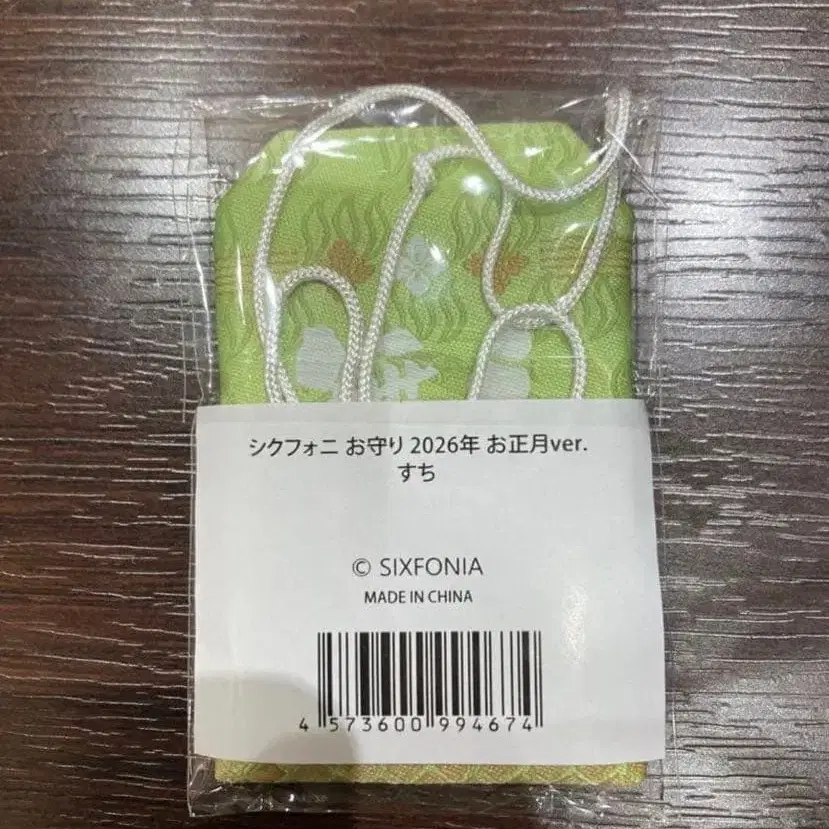 シクフォニ お守り 2026年 お正月ver.
すち
© SIXFONIA
MADE IN CHINA
4 573600 994674